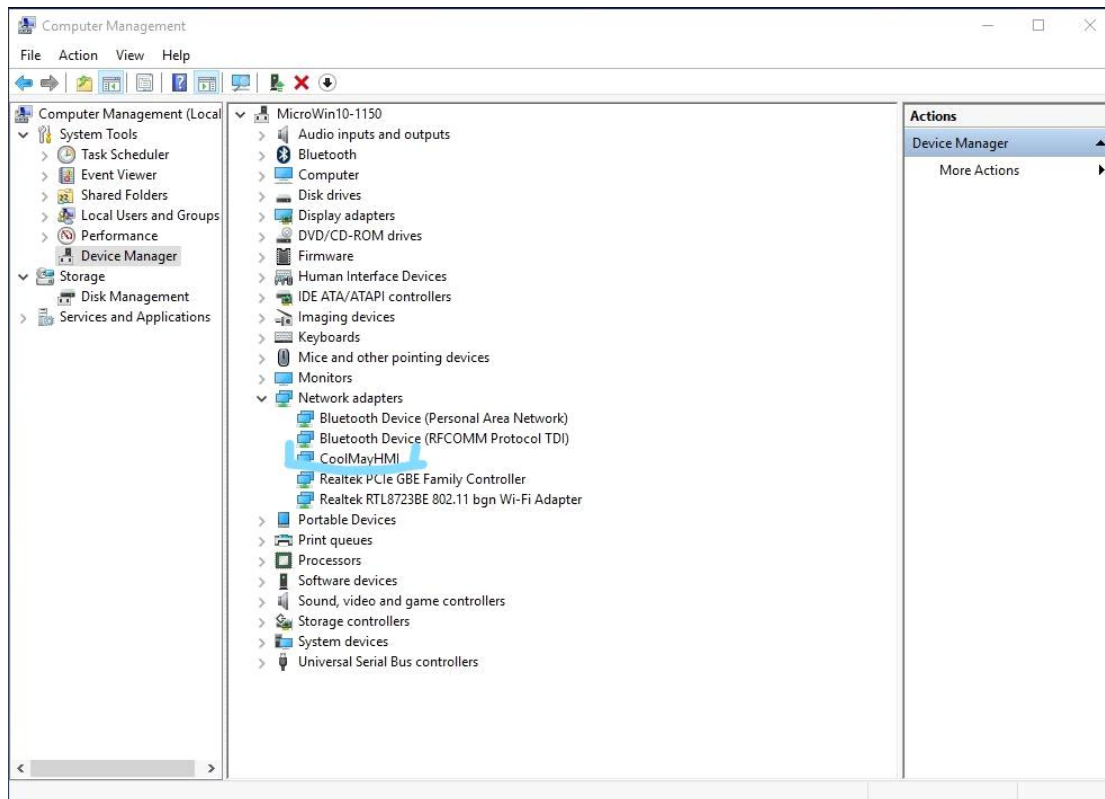 Computer Management
File Action View Help
Computer Management (Local
System Tools
Task Scheduler
Event Viewer
Shared Folders
Local Users and Groups
Performance
Device Manager
Storage
Disk Management
Services and Applications
MicroWin10-1150
Audio inputs and outputs
Bluetooth
Computer
Disk drives
Display adapters
DVD/CD-ROM drives
Firmware
Human Interface Devices
IDE ATA/ATAPI controllers
Imaging devices
Keyboards
Mice and other pointing devices
Monitors
Network adapters
Bluetooth Device (Personal Area Network)
Bluetooth Device (RFCOMM Protocol TDI)
CoolMayHMI
Realtek PCIe GBE Family Controller
Realtek RTL8723BE 802.11 bgn Wi-Fi Adapter
Portable Devices
Print queues
Processors
Software devices
Sound, video and game controllers
Storage controllers
System devices
Universal Serial Bus controllers
Actions
Device Manager
More Actions